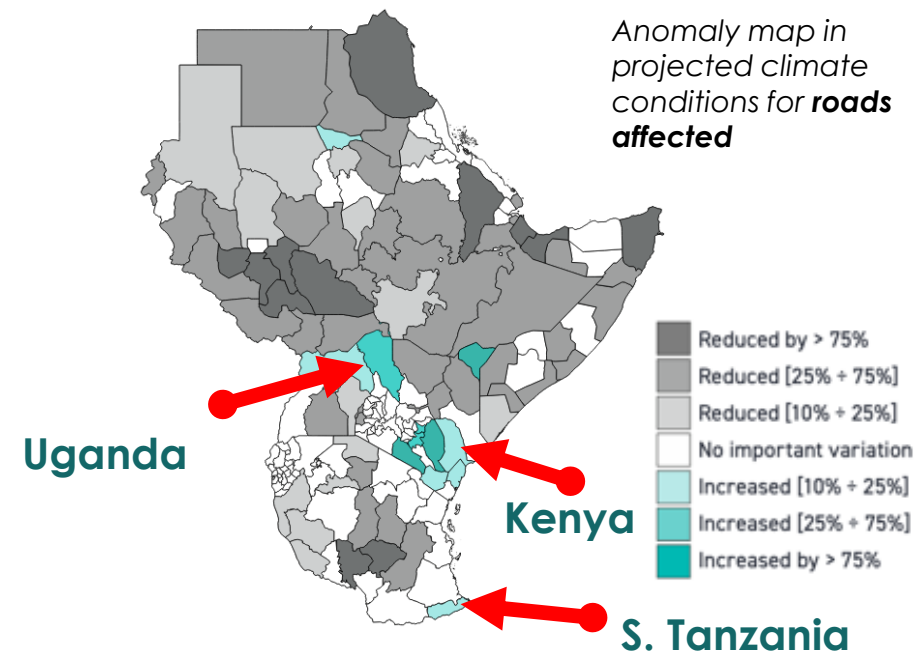 Anomaly map in
projected climate
conditions for roads
affected
Reduced by > 75%
Reduced [25% ÷ 75%]
Reduced [10% ÷ 25%]
No important variation
Increased [10% ÷ 25%]
Increased [25% ÷ 75%]
Increased by > 75%
Uganda
Kenya
S. Tanzania